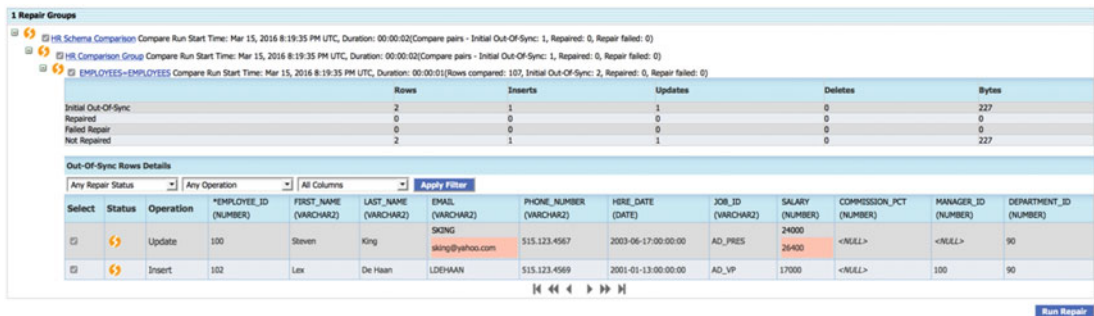 1 Repair Groups
HR Schema Comparison Compare Run Start Time: Mar 15, 2016 8:19:35 PM UTC, Duration: 00:00:02(Compare pairs - Initial Out-Of-Sync: 1, Repaired: 0, Repair failed: 0)
HR Comparison Group Compare Run Start Time: Mar 15, 2016 8:19:35 PM UTC, Duration: 00:00:02(Compare pairs - Initial Out-Of-Sync: 1, Repaired: 0, Repair failed: 0)
EMPLOYEES=EMPLOYEES Compare Run Start Time: Mar 15, 2016 8:19:35 PM UTC, Duration: 00:00:01(Rows compared: 107, Initial Out-Of-Sync: 2, Repaired: 0, Repair failed: 0)
Rows Inserts Updates Deletes Bytes
Initial Out-Of-Sync 2 1 1 0 227
Repaired 0 0 0 0 0
Failed Repair 0 0 0 0 0
Not Repaired 2 1 1 0 227
Out-Of-Sync Rows Details
Any Repair Status Any Operation All Columns Apply Filter
Select Status Operation *EMPLOYEE_ID (NUMBER) FIRST_NAME (VARCHAR2) LAST_NAME (VARCHAR2) EMAIL (VARCHAR2) PHONE_NUMBER (VARCHAR2) HIRE_DATE (DATE) JOB_ID (VARCHAR2) SALARY (NUMBER) COMMISSION_PCT (NUMBER) MANAGER_ID (NUMBER) DEPARTMENT_ID (NUMBER)
Update 100 Steven King SKING sking@yahoo.com 515.123.4567 2003-06-17:00:00:00 AD_PRES 24000 26400 <NULL> <NULL> 90
Insert 102 Lex De Haan LDEHAAN 515.123.4569 2001-01-13:00:00:00 AD_VP 17000 <NULL> 100 90
Run Repair